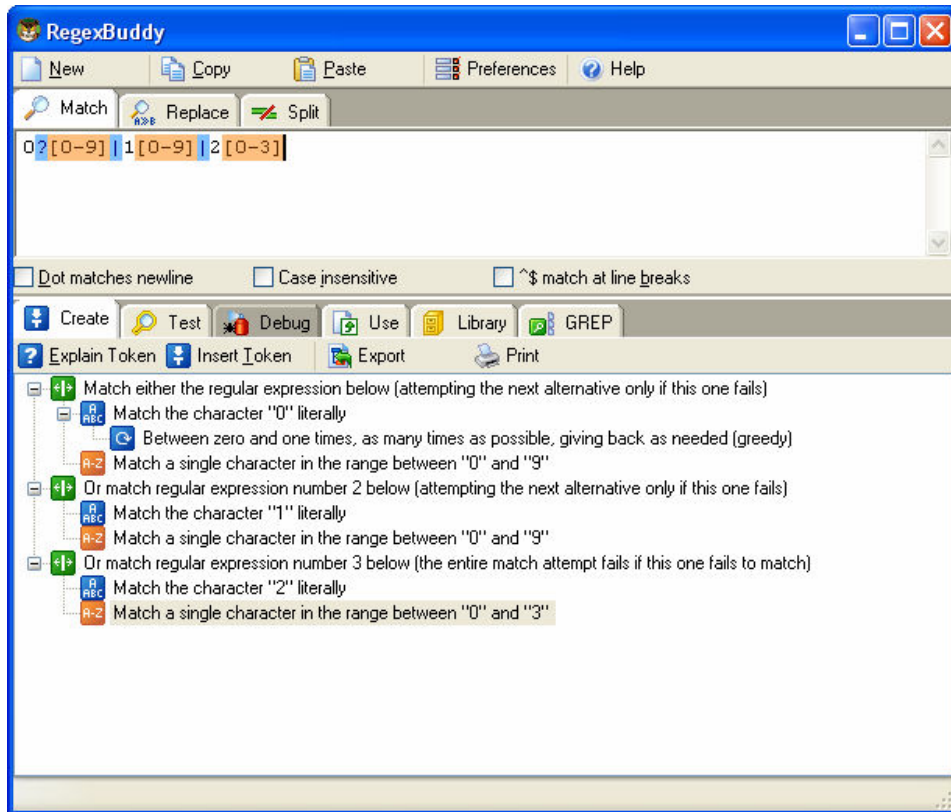 RegexBuddy
New Copy Paste Preferences Help
Match Replace Split
0?[0-9]|1[0-9]|2[0-3]
Dot matches newline Case insensitive ^$ match at line breaks
Create Test Debug Use Library GREP
Explain Token Insert Token Export Print
Match either the regular expression below (attempting the next alternative only if this one fails)
Match the character "0" literally
Between zero and one times, as many times as possible, giving back as needed (greedy)
Match a single character in the range between "0" and "9"
Or match regular expression number 2 below (attempting the next alternative only if this one fails)
Match the character "1" literally
Match a single character in the range between "0" and "9"
Or match regular expression number 3 below (the entire match attempt fails if this one fails to match)
Match the character "2" literally
Match a single character in the range between "0" and "3"